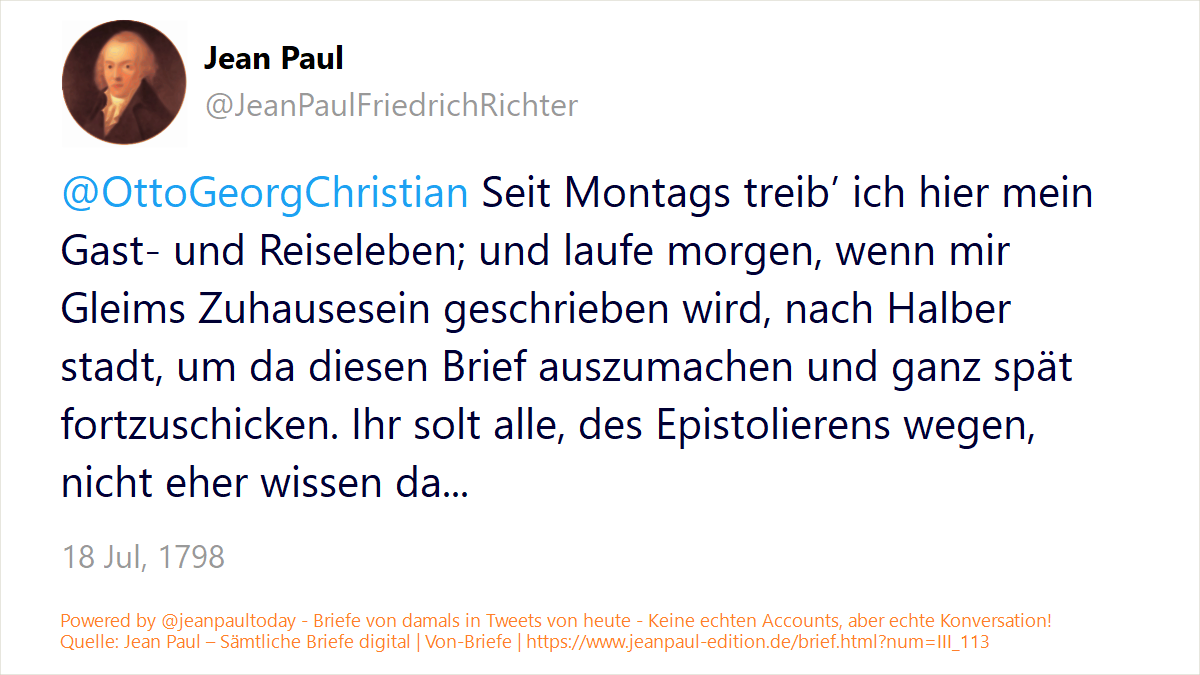 Jean Paul
@JeanPaulFriedrichRichter
@OttoGeorgChristian Seit Montags treib’ ich hier mein
Gast- und Reiseleben; und laufe morgen, wenn mir
Gleims Zuhausesein geschrieben wird, nach Halber
stadt, um da diesen Brief auszumachen und ganz spät
fortzuschicken. Ihr solt alle, des Epistolierens wegen,
nicht eher wissen da...
18 Jul, 1798
Powered by @jeanpaultoday - Briefe von damals in Tweets von heute - Keine echten Accounts, aber echte Konversation!
Quelle: Jean Paul – Sämtliche Briefe digital | Von-Briefe | https://www.jeanpaul-edition.de/brief.html?num=III_113